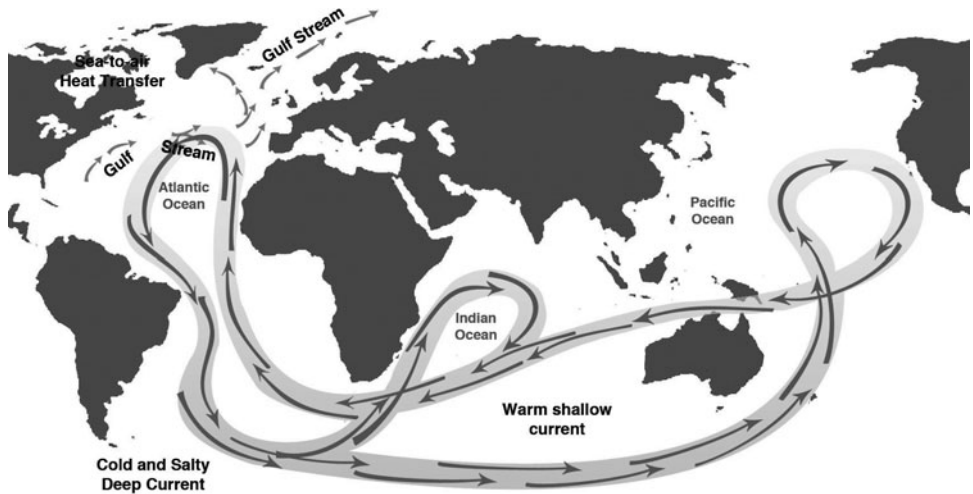 Gulf Stream
Sea-to-air
Heat Transfer
Gulf
Stream
Atlantic
Ocean
Pacific
Ocean
Indian
Ocean
Warm shallow
current
Cold and Salty
Deep Current